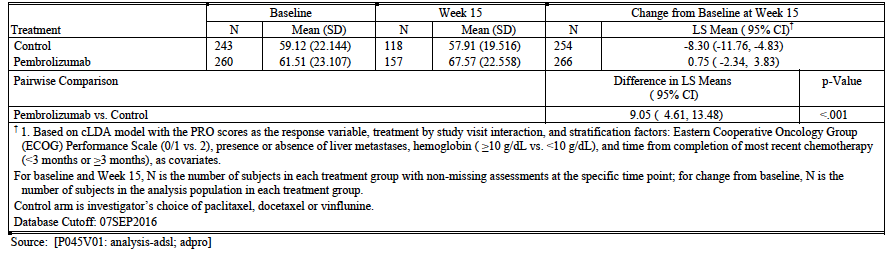 Baseline Week 15 Change from Baseline at Week 15
Treatment N Mean (SD) N Mean (SD) N LS Mean ( 95% CI)†
Control 243 59.12 (22.144) 118 57.91 (19.516) 254 -8.30 (-11.76, -4.83)
Pembrolizumab 260 61.51 (23.107) 157 67.57 (22.558) 266 0.75 ( -2.34, 3.83)
Pairwise Comparison Difference in LS Means p-Value
( 95% CI)
Pembrolizumab vs. Control 9.05 ( 4.61, 13.48) <.001
† 1. Based on cLDA model with the PRO scores as the response variable, treatment by study visit interaction, and stratification factors: Eastern Cooperative Oncology Group
(ECOG) Performance Scale (0/1 vs. 2), presence or absence of liver metastases, hemoglobin ( ≥10 g/dL vs. <10 g/dL), and time from completion of most recent chemotherapy
(<3 months or ≥3 months), as covariates.
For baseline and Week 15, N is the number of subjects in each treatment group with non-missing assessments at the specific time point; for change from baseline, N is the
number of subjects in the analysis population in each treatment group.
Control arm is investigator's choice of paclitaxel, docetaxel or vinflunine.
Database Cutoff: 07SEP2016
Source: [P045V01: analysis-adsl; adpro]